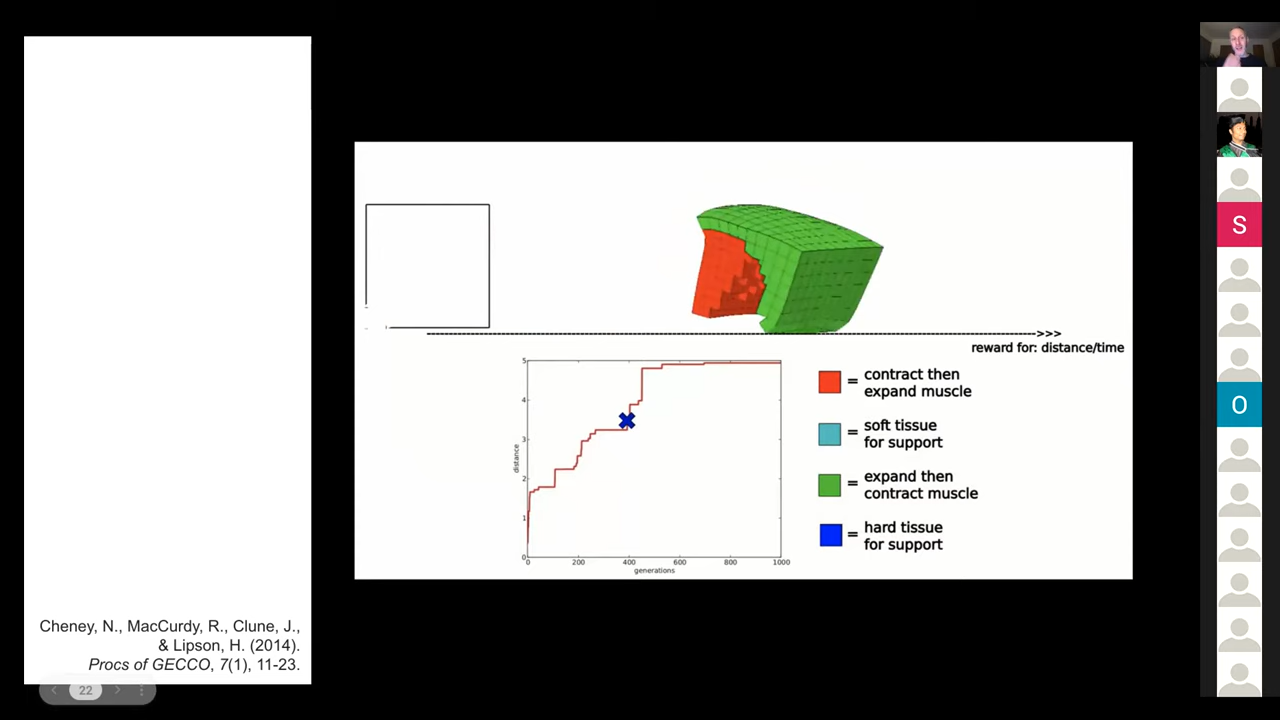 Cheney, N., MacCurdy, R., Clune, J.,
& Lipson, H. (2014).
Procs of GECCO, 7(1), 11-23.
22
>>>
reward for: distance/time
5
4
3
2
1
0
distance
0 200 400 600 800 1000
generations
= contract then
expand muscle
= soft tissue
for support
= expand then
contract muscle
= hard tissue
for support
S
O